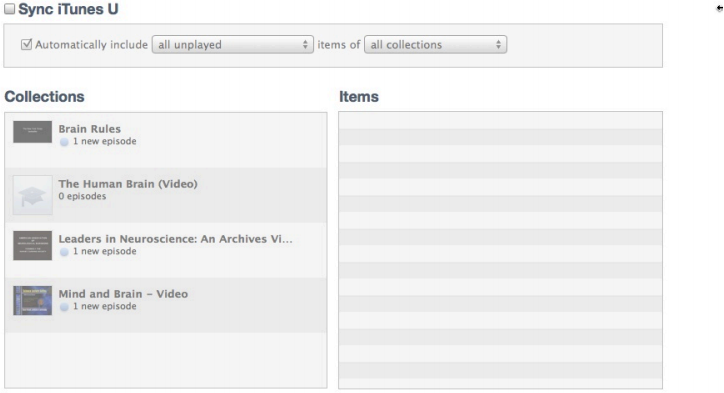 Sync iTunes U
Automatically include all unplayed items of all collections
Collections
Items
Brain Rules
1 new episode
The Human Brain (Video)
0 episodes
Leaders in Neuroscience: An Archives Vi...
1 new episode
Mind and Brain – Video
1 new episode